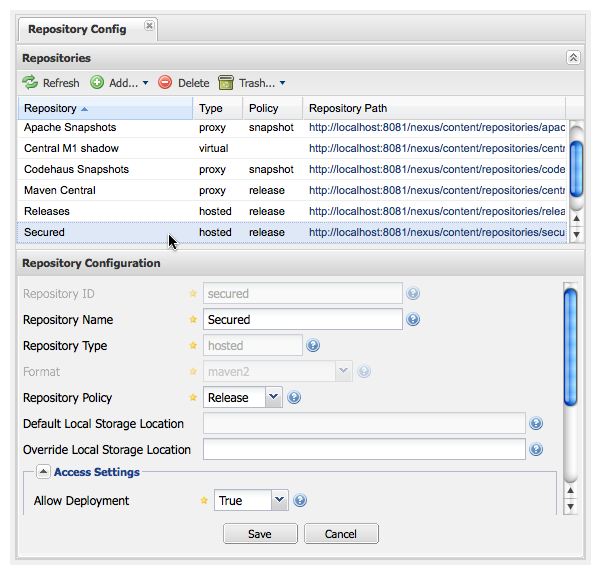 Repository Config
Repositories
Refresh Add... Delete Trash...
Repository Type Policy Repository Path
Apache Snapshots proxy snapshot http://localhost:8081/nexus/content/repositories/apac
Central M1 shadow virtual http://localhost:8081/nexus/content/repositories/centr
Codehaus Snapshots proxy snapshot http://localhost:8081/nexus/content/repositories/code
Maven Central proxy release http://localhost:8081/nexus/content/repositories/centr
Releases hosted release http://localhost:8081/nexus/content/repositories/relea
Secured hosted release http://localhost:8081/nexus/content/repositories/secu
Repository Configuration
Repository ID secured
Repository Name Secured
Repository Type hosted
Format maven2
Repository Policy Release
Default Local Storage Location
Override Local Storage Location
Access Settings
Allow Deployment True
Save Cancel